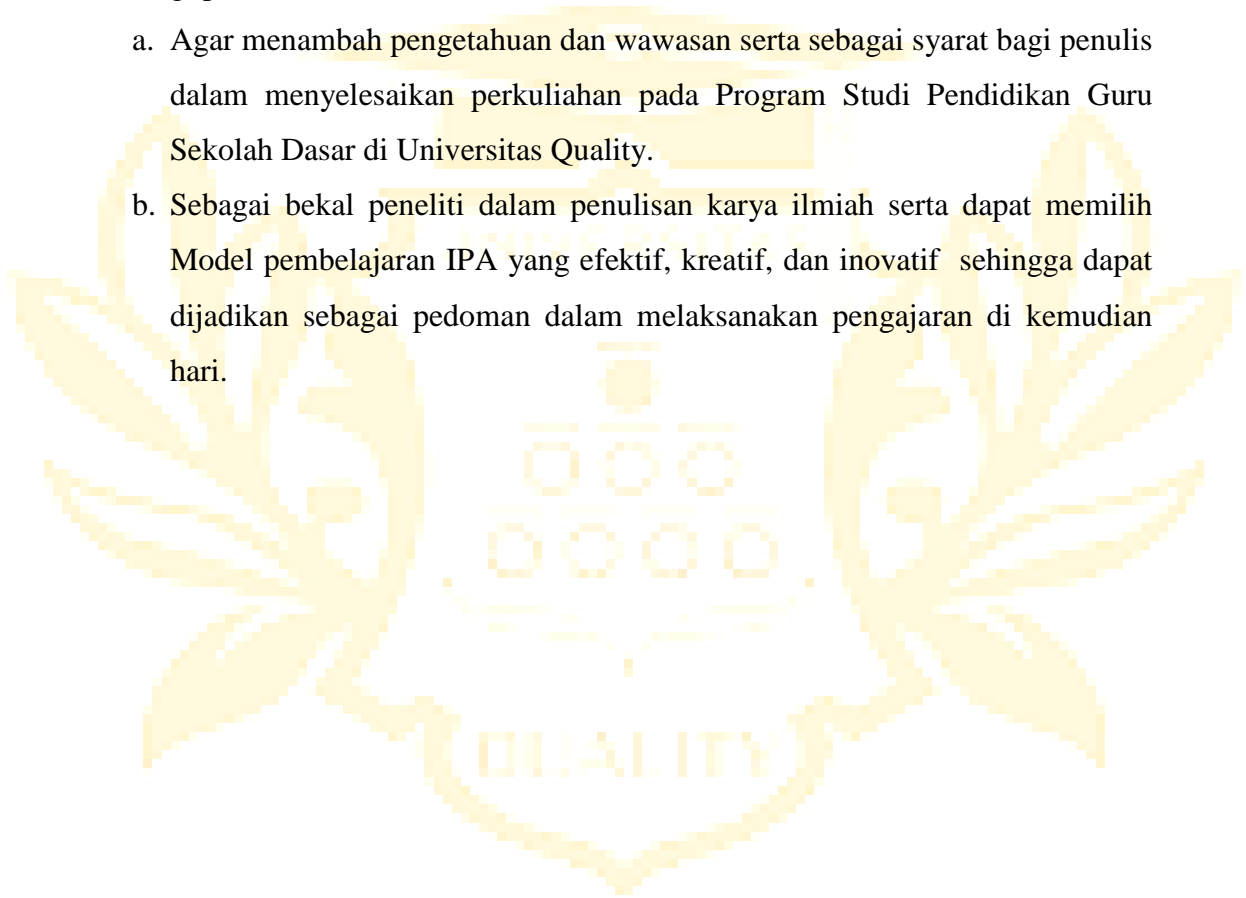 a. Agar menambah pengetahuan dan wawasan serta sebagai syarat bagi penulis
dalam menyelesaikan perkuliahan pada Program Studi Pendidikan Guru
Sekolah Dasar di Universitas Quality.
b. Sebagai bekal peneliti dalam penulisan karya ilmiah serta dapat memilih
Model pembelajaran IPA yang efektif, kreatif, dan inovatif sehingga dapat
dijadikan sebagai pedoman dalam melaksanakan pengajaran di kemudian
hari.
QUALITY